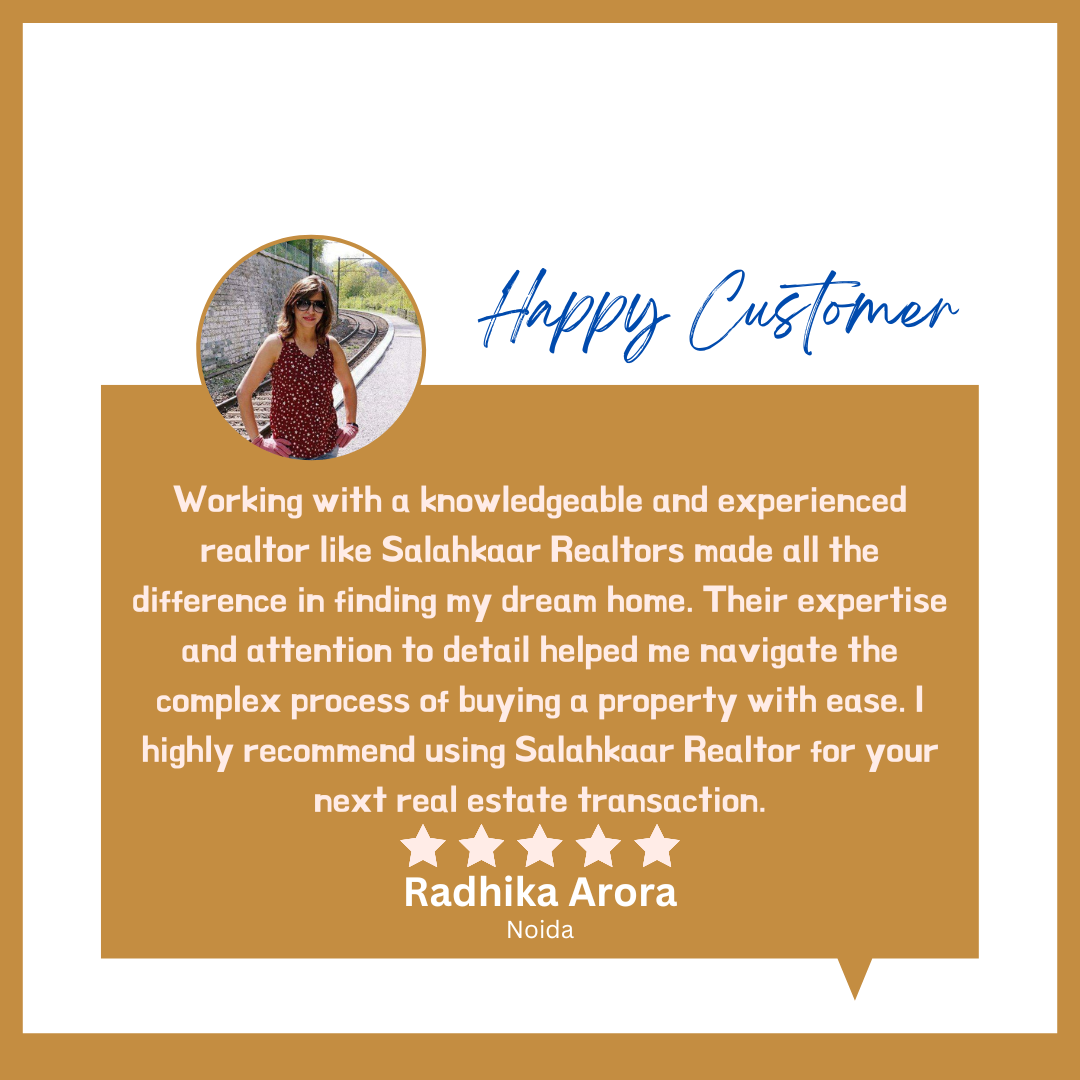 Happy Customer
Working with a knowledgeable and experienced
realtor like Salahkaar Realtors made all the
difference in finding my dream home. Their expertise
and attention to detail helped me navigate the
complex process of buying a property with ease. I
highly recommend using Salahkaar Realtor for your
next real estate transaction.
Radhika Arora
Noida